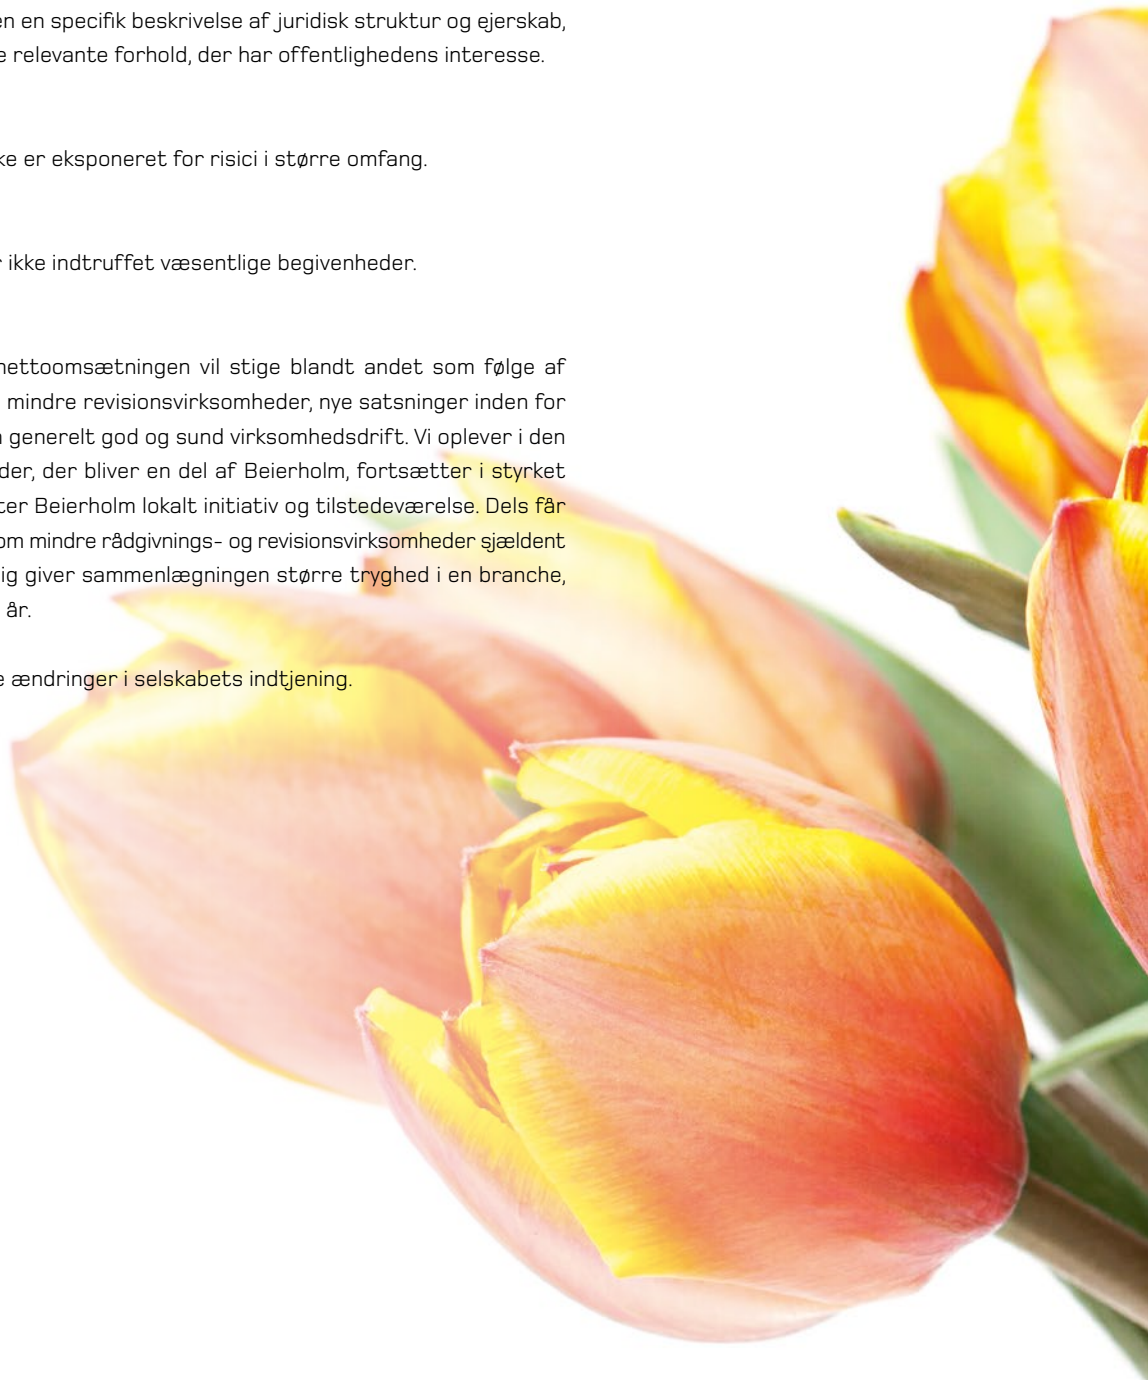 en specifik beskrivelse af juridisk struktur og ejerskab,
relevante forhold, der har offentlighedens interesse.
er eksponeret for risici i større omfang.
ikke indtruffet væsentlige begivenheder.
nettoomsætningen vil stige blandt andet som følge af
mindre revisionsvirksomheder, nye satsninger inden for
generelt god og sund virksomhedsdrift. Vi oplever i den
der, der bliver en del af Beierholm, fortsætter i styrket
ter Beierholm lokalt initiativ og tilstedeværelse. Dels får
om mindre rådgivnings- og revisionsvirksomheder sjældent
ig giver sammenlægningen større tryghed i en branche,
år.
ændringer i selskabets indtjening.